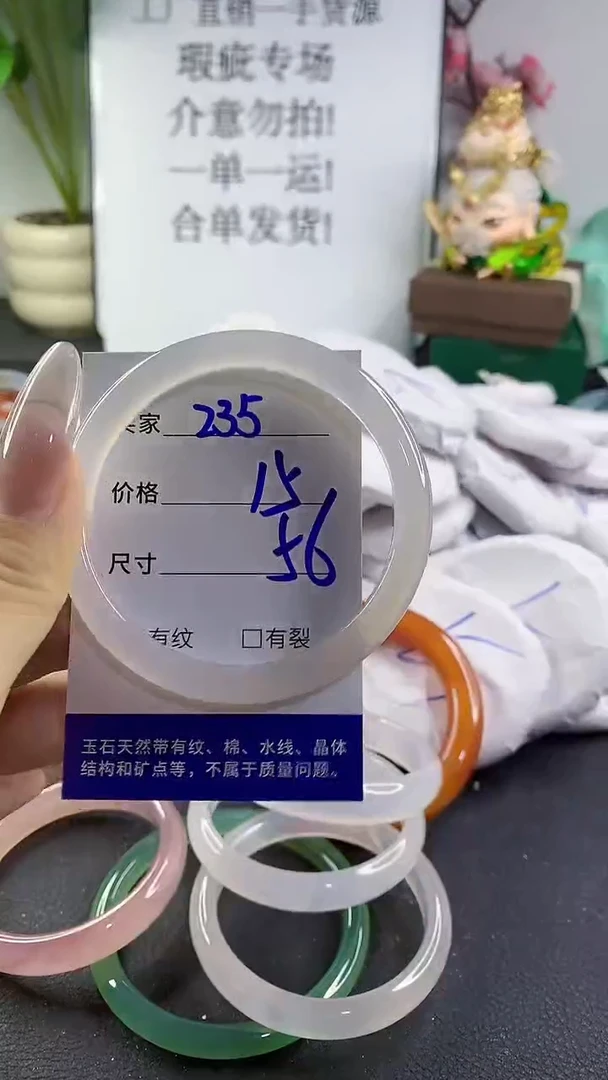 工厂直销一手货源
瑕疵专场
介意勿拍!
一单一运!
合单发货!
家 235
价格 15
尺寸 56
有纹 □有裂
玉石天然带有纹、棉、水线、晶体
结构和矿点等，不属于质量问题。